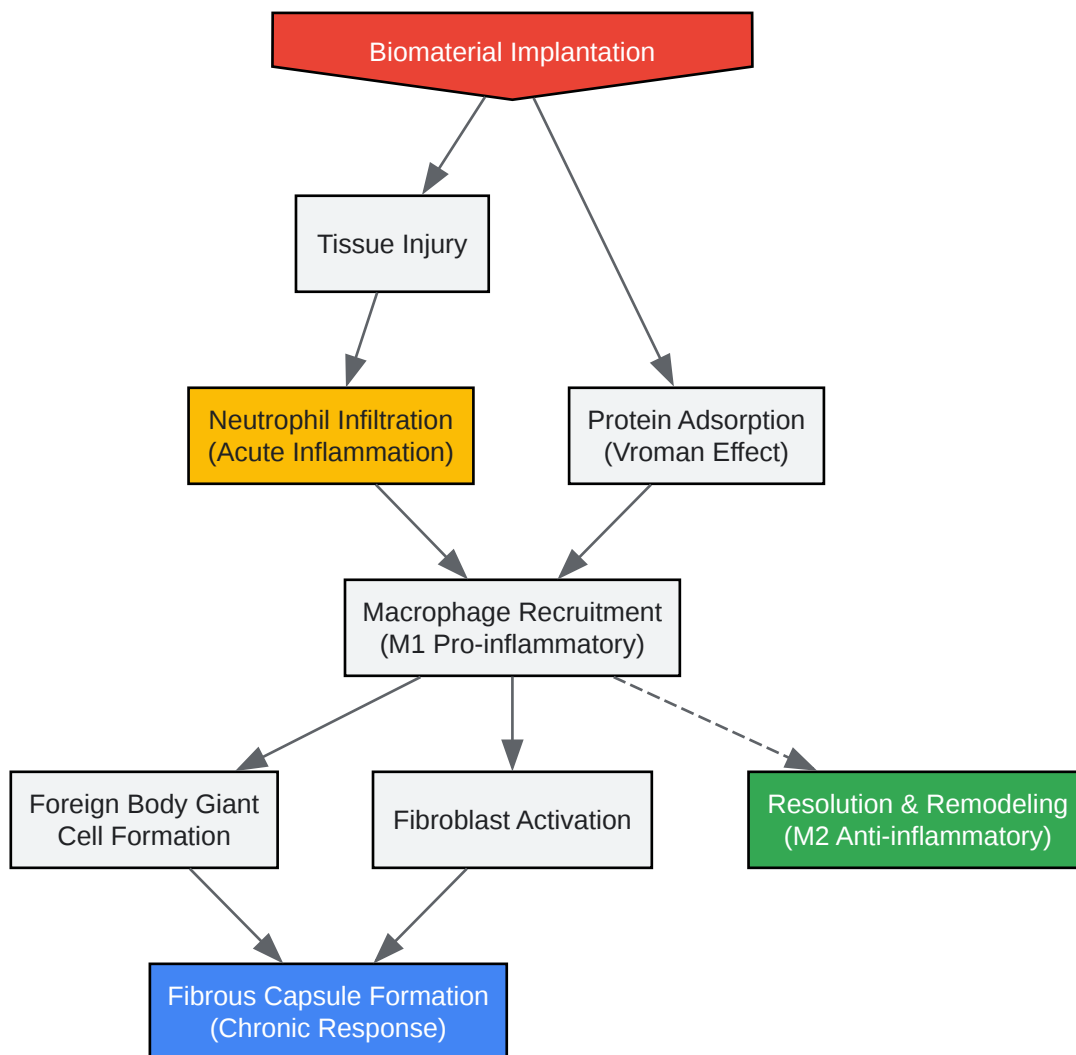 Biomaterial Implantation
Tissue Injury
Neutrophil Infiltration
(Acute Inflammation)
Protein Adsorption
(Vroman Effect)
Macrophage Recruitment
(M1 Pro-inflammatory)
Foreign Body Giant
Cell Formation
Fibroblast Activation
Resolution & Remodeling
(M2 Anti-inflammatory)
Fibrous Capsule Formation
(Chronic Response)